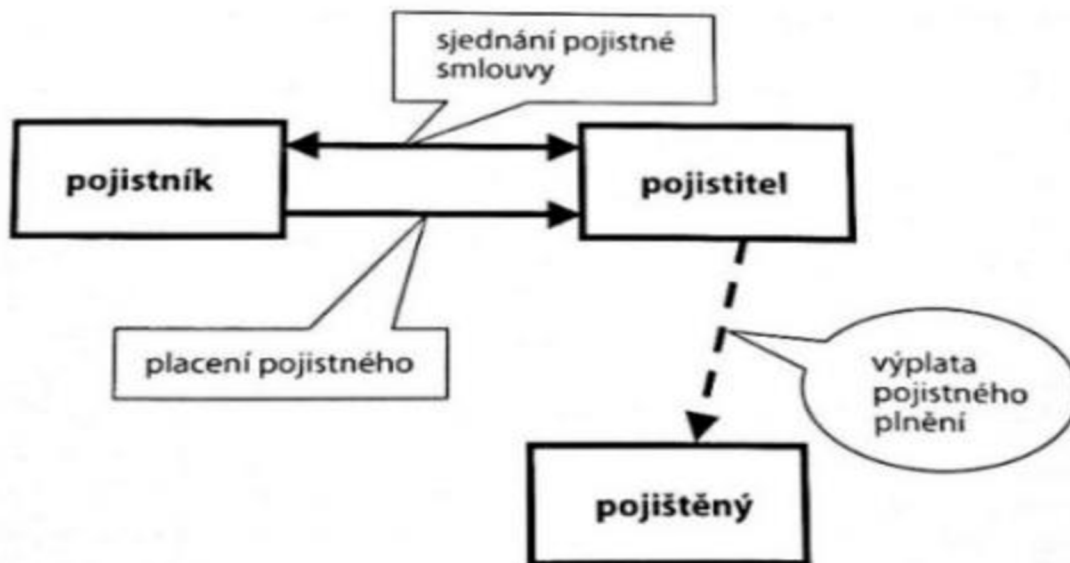 sjednání pojistné
smlouvy
pojistník
pojistitel
placení pojistného
výplata
pojistného
plnění
pojištěný